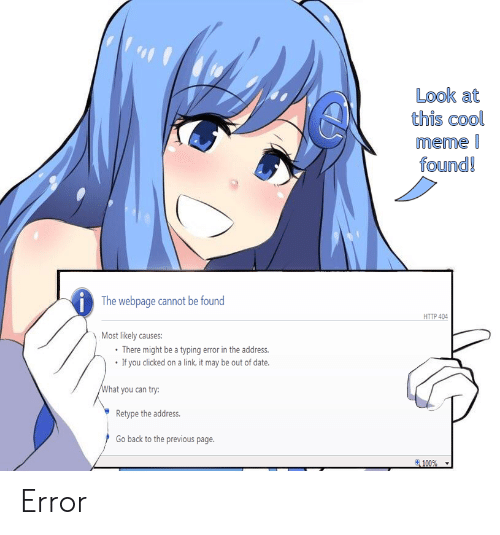 Look at
this cool
meme I
found!
e
i
The webpage cannot be found
HTTP 404
Most likely causes:
• There might be a typing error in the address.
• If you clicked on a link, it may be out of date.
What you can try:
Retype the address.
Go back to the previous page.
100%
Error